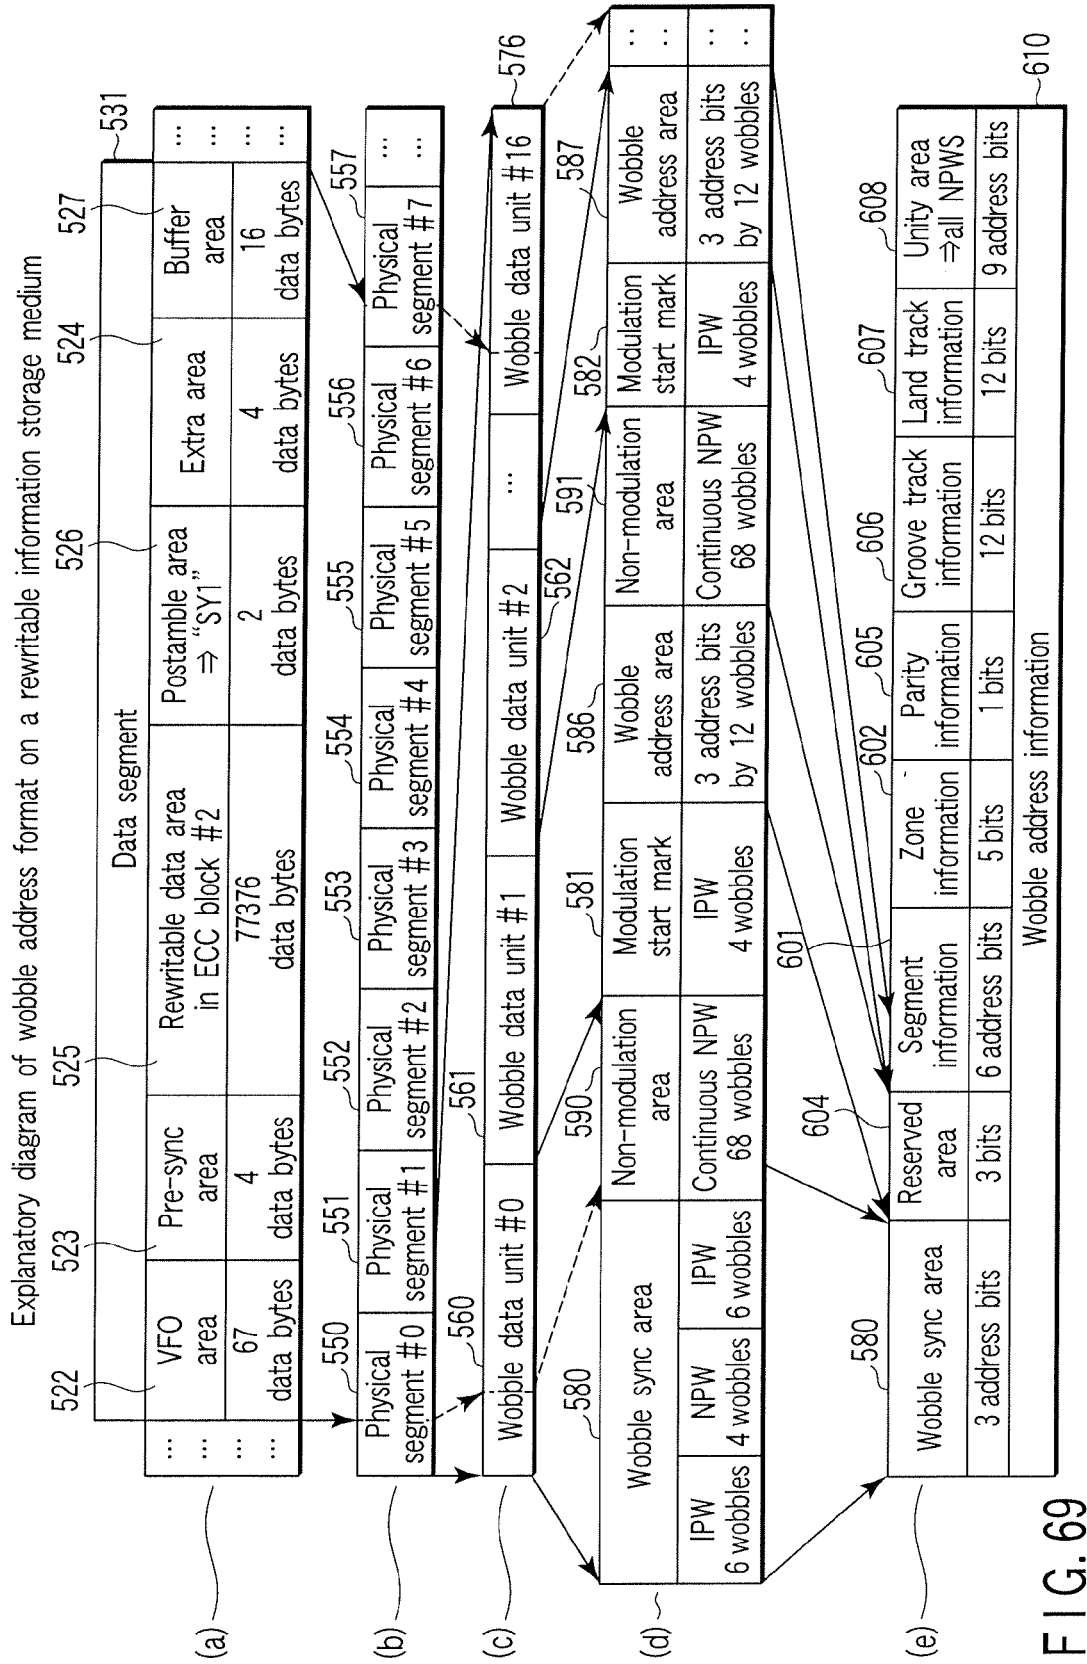 Explanatory diagram of wobble address format on a rewritable information storage medium
531
Data segment
522
523
525
526
524
527
(a)
VFO
area
Pre-sync
area
Rewritable data area
in ECC block #2
Postamble area
⇒ “SY1”
Extra area
Buffer
area
67
data bytes
4
data bytes
77376
data bytes
2
data bytes
4
data bytes
16
data bytes
550
551
552
553
554
555
556
557
(b)
Physical
segment #0
Physical
segment #1
Physical
segment #2
Physical
segment #3
Physical
segment #4
Physical
segment #5
Physical
segment #6
Physical
segment #7
560
561
562
576
(c)
Wobble data unit #0
Wobble data unit #1
Wobble data unit #2
...
Wobble data unit #16
580
590
581
586
591
582
587
(d)
Wobble sync area
Non-modulation
area
Modulation
start mark
Wobble
address area
Non-modulation
area
Modulation
start mark
Wobble
address area
IPW
6 wobbles
NPW
4 wobbles
IPW
6 wobbles
Continuous NPW
68 wobbles
IPW
4 wobbles
3 address bits
by 12 wobbles
Continuous NPW
68 wobbles
IPW
4 wobbles
3 address bits
by 12 wobbles
580
604
601
602
605
606
607
608
(e)
Wobble sync area
Reserved
area
Segment
information
Zone
information
Parity
information
Groove track
information
Land track
information
Unity area
⇒all NPWS
3 address bits
3 bits
6 address bits
5 bits
1 bits
12 bits
12 bits
9 address bits
Wobble address information
610
FIG. 69